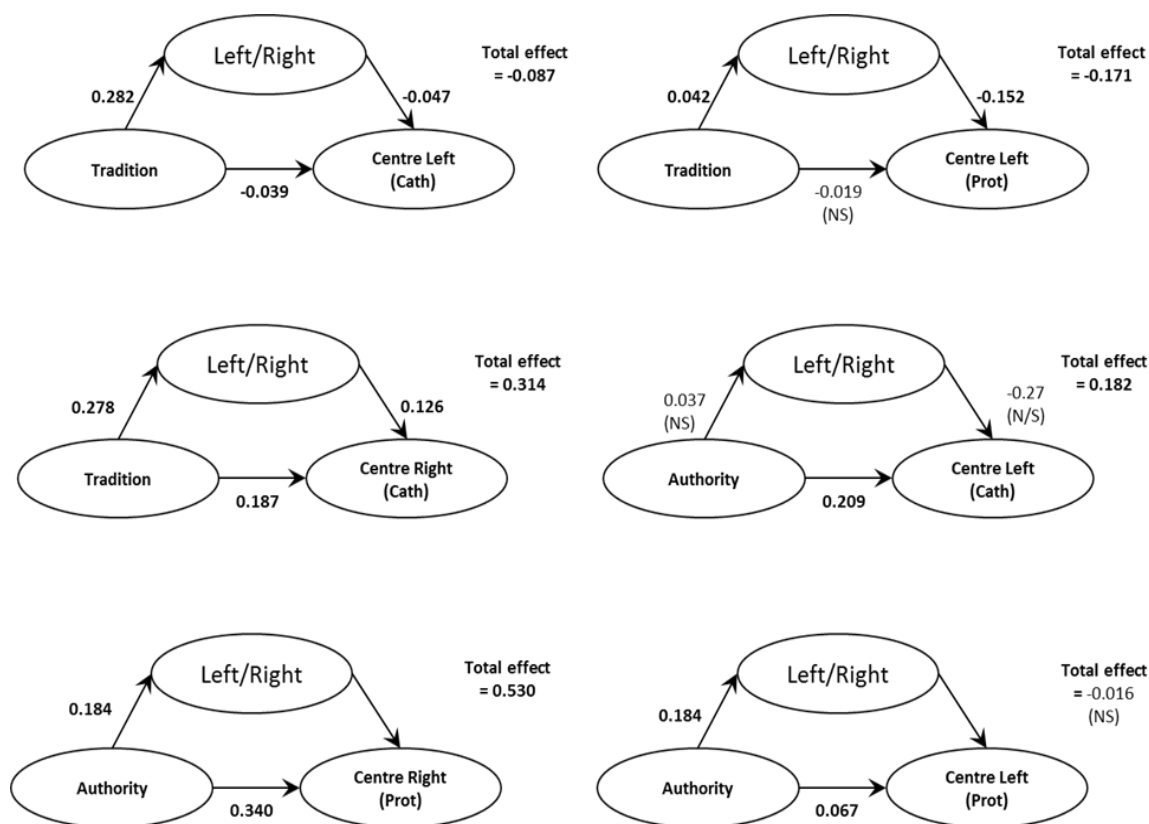 Left/Right
Total effect
= -0.087
0.282
-0.047
Tradition
Centre Left
(Cath)
-0.039
Left/Right
Total effect
= -0.171
0.042
-0.152
Tradition
Centre Left
(Prot)
-0.019
(NS)
Left/Right
Total effect
= 0.314
0.278
0.126
Tradition
Centre Right
(Cath)
0.187
Left/Right
Total effect
= 0.182
0.037
(NS)
-0.27
(N/S)
Authority
Centre Left
(Cath)
0.209
Left/Right
Total effect
= 0.530
0.184
Authority
Centre Right
(Prot)
0.340
Left/Right
Total effect
= -0.016
(NS)
0.184
Authority
Centre Left
(Prot)
0.067